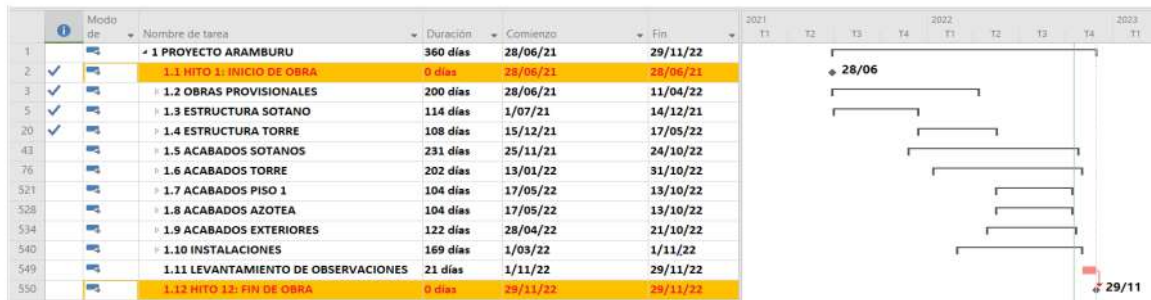 2021 2022 2023
Modo de Nombre de tarea Duración Comienzo Fin T1 T2 T3 T4 T1 T2 T3 T4 T1
1 1 PROYECTO ARAMBURU 360 días 28/06/21 29/11/22
2 1.1 HITO 1: INICIO DE OBRA 0 días 28/06/21 28/06/21 28/06
3 1.2 OBRAS PROVISIONALES 200 días 28/06/21 11/04/22
5 1.3 ESTRUCTURA SOTANO 114 días 1/07/21 14/12/21
20 1.4 ESTRUCTURA TORRE 108 días 15/12/21 17/05/22
43 1.5 ACABADOS SOTANOS 231 días 25/11/21 24/10/22
76 1.6 ACABADOS TORRE 202 días 13/01/22 31/10/22
521 1.7 ACABADOS PISO 1 104 días 17/05/22 13/10/22
528 1.8 ACABADOS AZOTEA 104 días 17/05/22 13/10/22
534 1.9 ACABADOS EXTERIORES 122 días 28/04/22 21/10/22
540 1.10 INSTALACIONES 169 días 1/03/22 1/11/22
549 1.11 LEVANTAMIENTO DE OBSERVACIONES 21 días 1/11/22 29/11/22
550 1.12 HITO 12: FIN DE OBRA 0 días 29/11/22 29/11/22 29/11